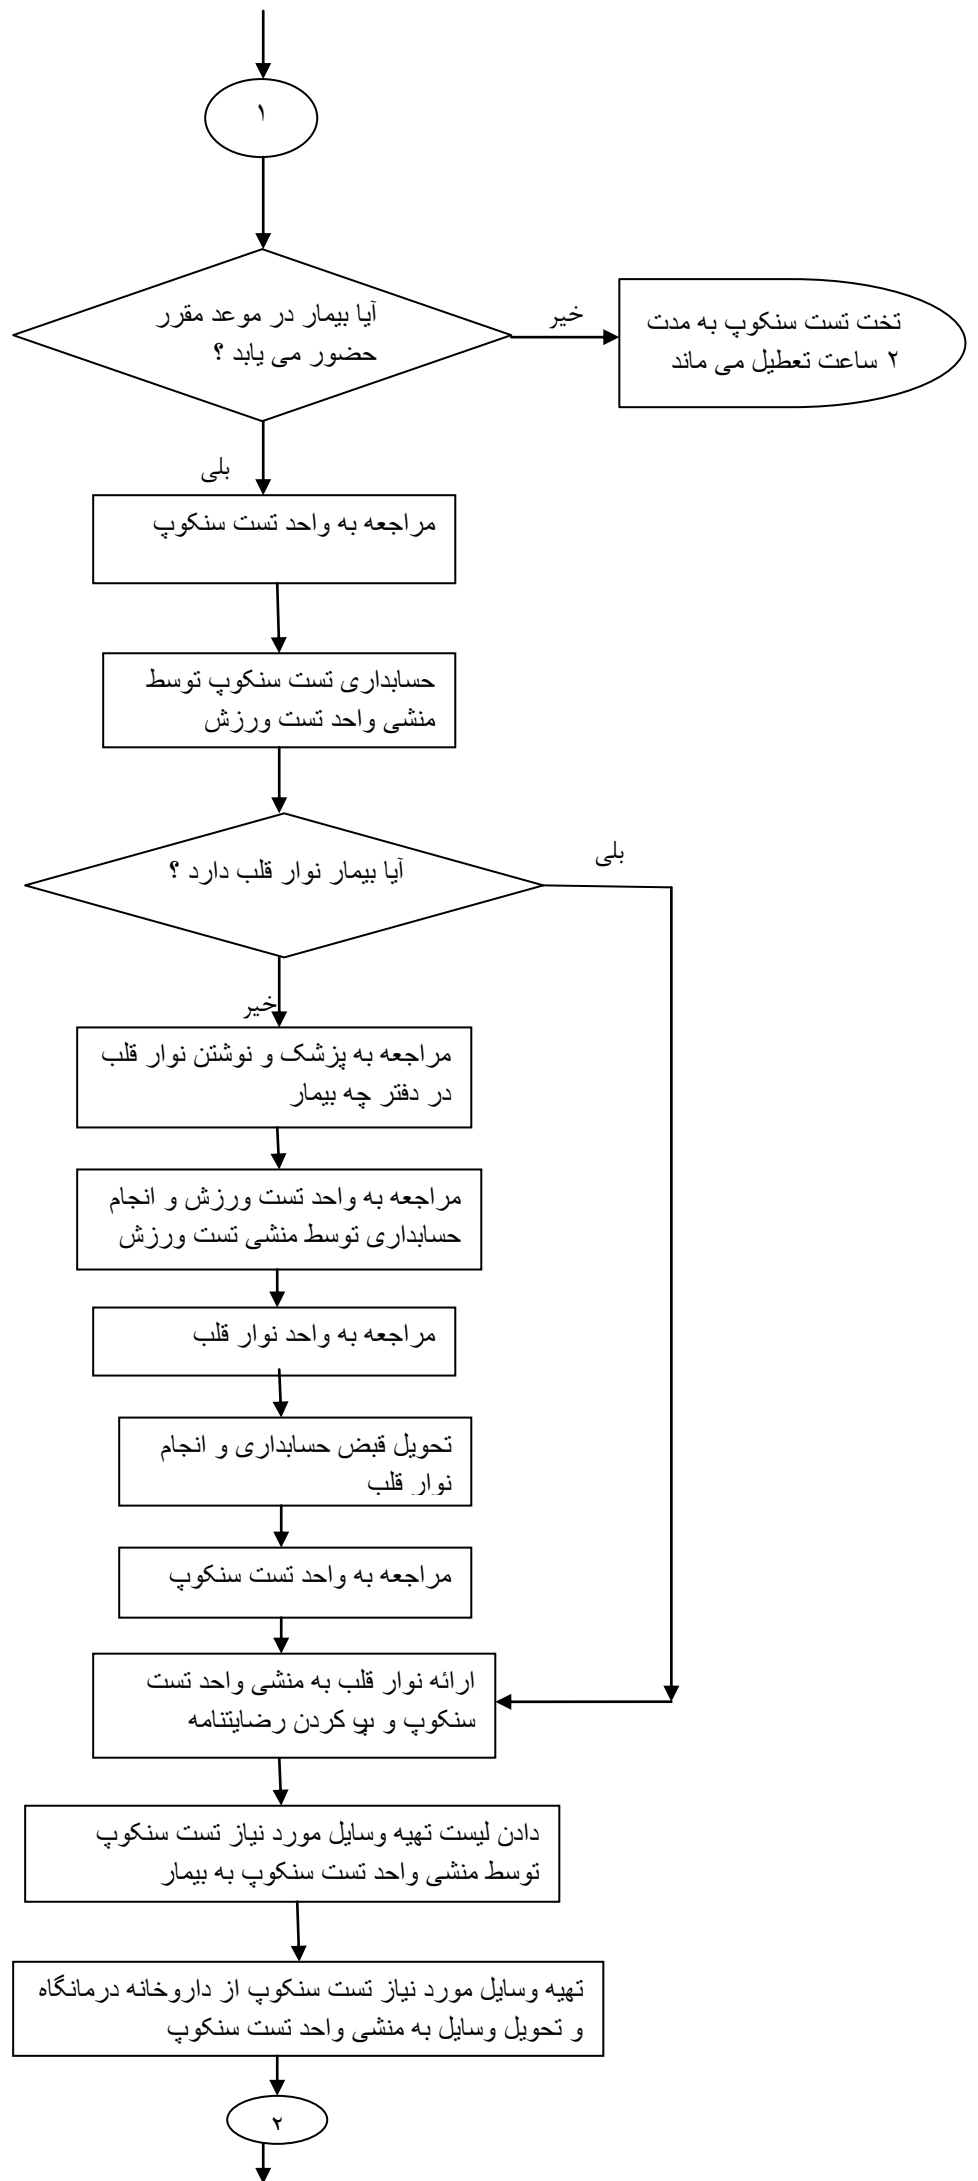 ۱
آیا بیمار در موعد مقرر
حضور می یابد ؟
خیر
تخت تست سنکوپ به مدت
۲ ساعت تعطیل می ماند
بلی
مراجعه به واحد تست سنکوپ
حسابداری تست سنکوپ توسط
منشی واحد تست ورزش
آیا بیمار نوار قلب دارد ؟
بلی
خیر
مراجعه به پزشک و نوشتن نوار قلب
در دفتر چه بیمار
مراجعه به واحد تست ورزش و انجام
حسابداری توسط منشی تست ورزش
مراجعه به واحد نوار قلب
تحویل قبض حسابداری و انجام
نوار قلب
مراجعه به واحد تست سنکوپ
ارائه نوار قلب به منشی واحد تست
سنکوپ و پر کردن رضایتنامه
دادن لیست تهیه وسایل مورد نیاز تست سنکوپ
توسط منشی واحد تست سنکوپ به بیمار
تهیه وسایل مورد نیاز تست سنکوپ از داروخانه درمانگاه
و تحویل وسایل به منشی واحد تست سنکوپ
۲